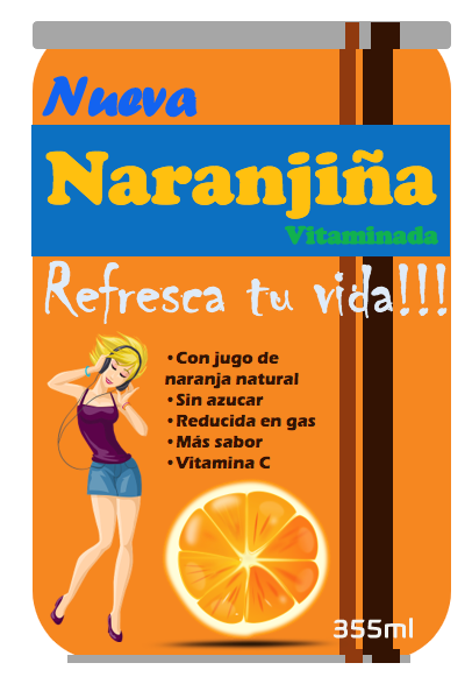 Nueva
Naranjiña
Vitaminada
Refresca tu vida!!!
•Con jugo de
naranja natural
•Sin azucar
•Reducida en gas
•Más sabor
•Vitamina C
355ml